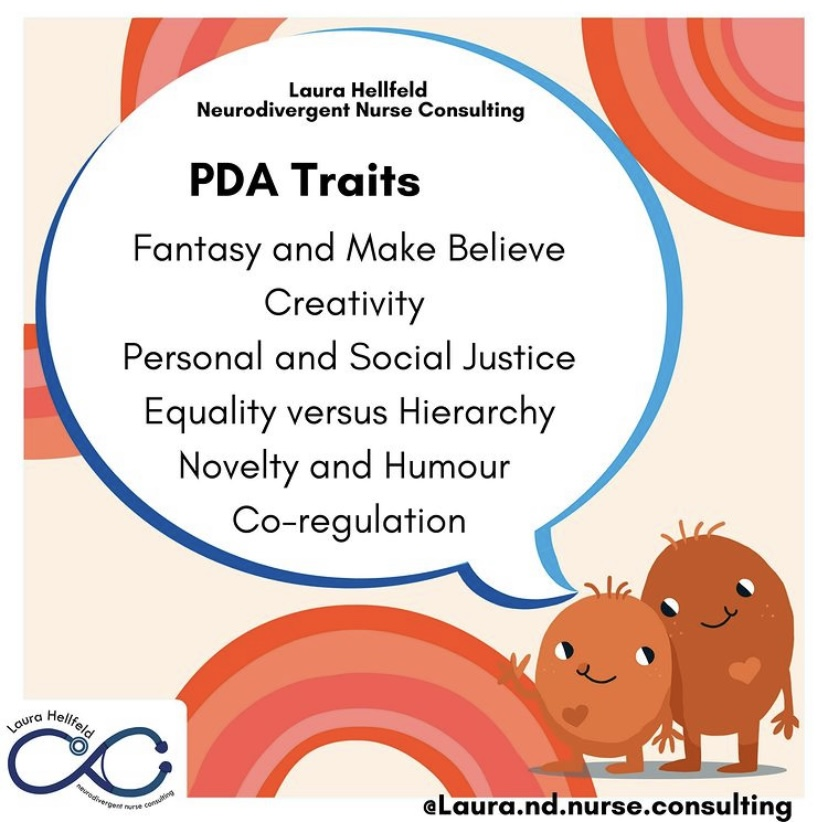 Laura Hellfeld
Neurodivergent Nurse Consulting
PDA Traits
Fantasy and Make Believe
Creativity
Personal and Social Justice
Equality versus Hierarchy
Novelty and Humour
Co-regulation
Laura Hellfeld
neurodivergent nurse consulting
@Laura.nd.nurse.consulting